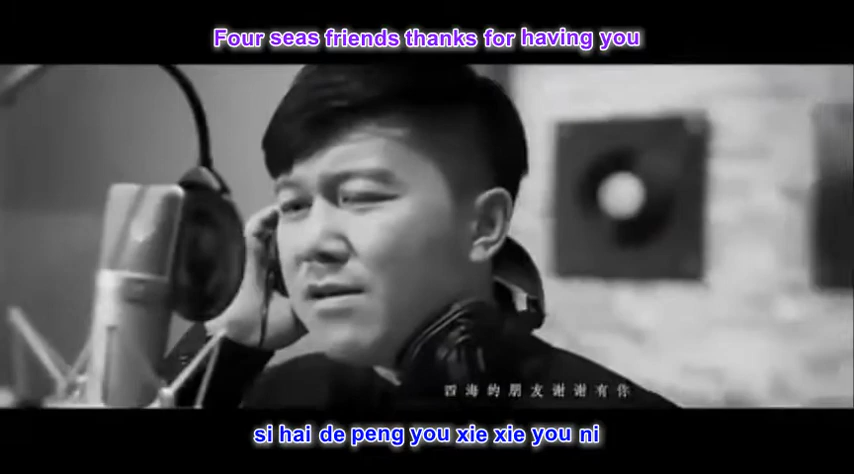 Four seas friends thanks for having you
四海的朋友谢谢有你
si hai de peng you xie xie you ni